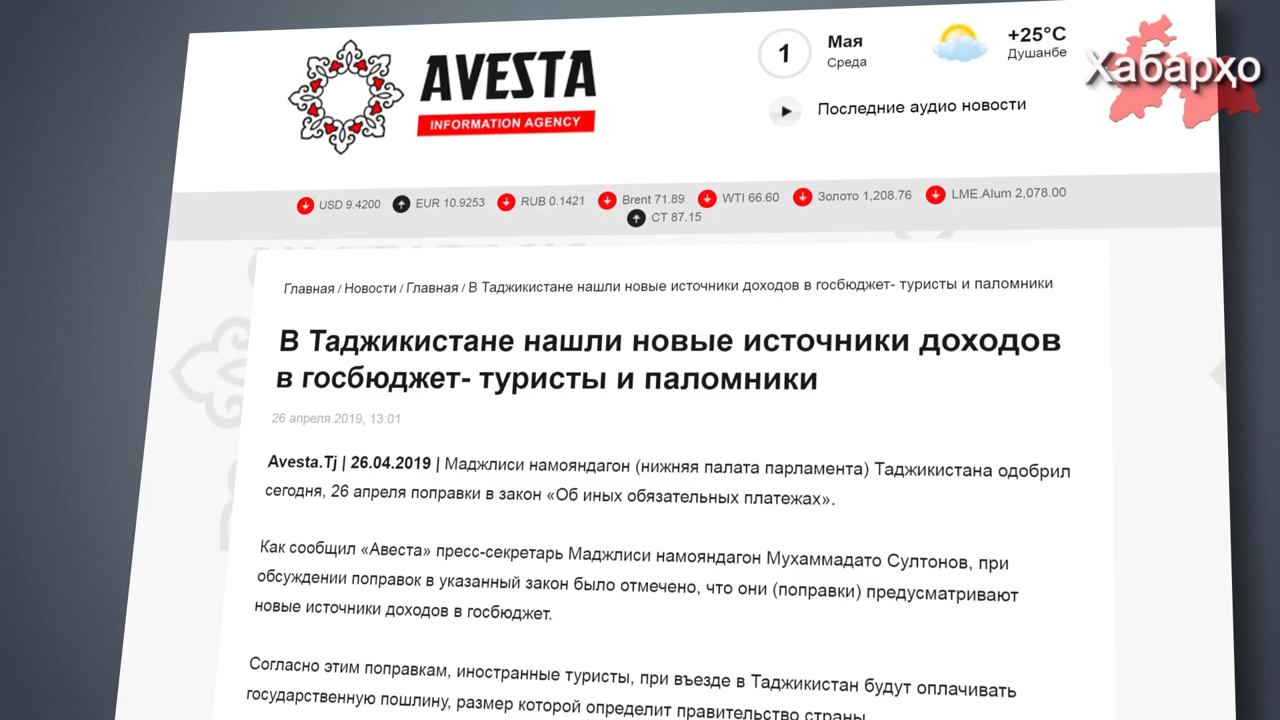 AVESTA
INFORMATION AGENCY
1
Мая
Среда
+25°C
Душанбе
Хабарҳо
Последние аудио новости
USD 9.4200 EUR 10.9253 RUB 0.1421 Brent 71.89 WTI 66.60 Золото 1,208.76 LME.Alum 2,078.00
CT 87.15
Главная / Новости / Главная / В Таджикистане нашли новые источники доходов в госбюджет- туристы и паломники
В Таджикистане нашли новые источники доходов
в госбюджет- туристы и паломники
26 апреля 2019, 13:01
Avesta.Tj | 26.04.2019 | Маджлиси намояндагон (нижняя палата парламента) Таджикистана одобрил
сегодня, 26 апреля поправки в закон «Об иных обязательных платежах».
Как сообщил «Авеста» пресс-секретарь Маджлиси намояндагон Мухаммадато Султонов, при
обсуждении поправок в указанный закон было отмечено, что они (поправки) предусматривают
новые источники доходов в госбюджет.
Согласно этим поправкам, иностранные туристы, при въезде в Таджикистан будут оплачивать
государственную пошлину, размер которой определит правительство страны.